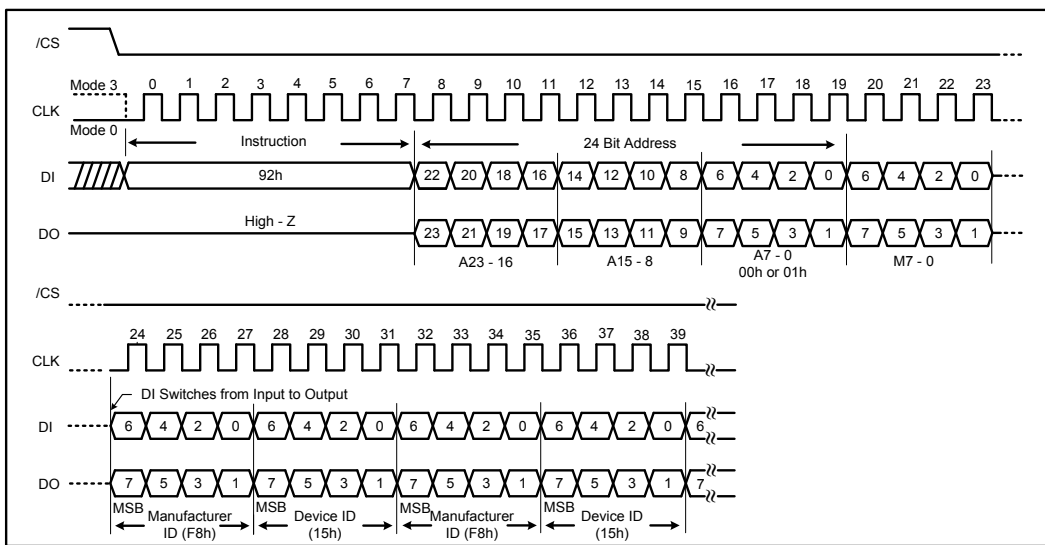 /CS
Mode 3 0 1 2 3 4 5 6 7 8 9 10 11 12 13 14 15 16 17 18 19 20 21 22 23
CLK
Mode 0
Instruction 24 Bit Address
DI 92h 22 20 18 16 14 12 10 8 6 4 2 0 6 4 2 0
High - Z
DO 23 21 19 17 15 13 11 9 7 5 3 1 7 5 3 1
A23 - 16 A15 - 8 A7 - 0 M7 - 0
00h or 01h
/CS
24 25 26 27 28 29 30 31 32 33 34 35 36 37 38 39
CLK
DI Switches from Input to Output
DI 6 4 2 0 6 4 2 0 6 4 2 0 6 4 2 0 6
DO 7 5 3 1 7 5 3 1 7 5 3 1 7 5 3 1 7
MSB MSB MSB MSB
Manufacturer Device ID Manufacturer Device ID
ID (F8h) (15h) ID (F8h) (15h)